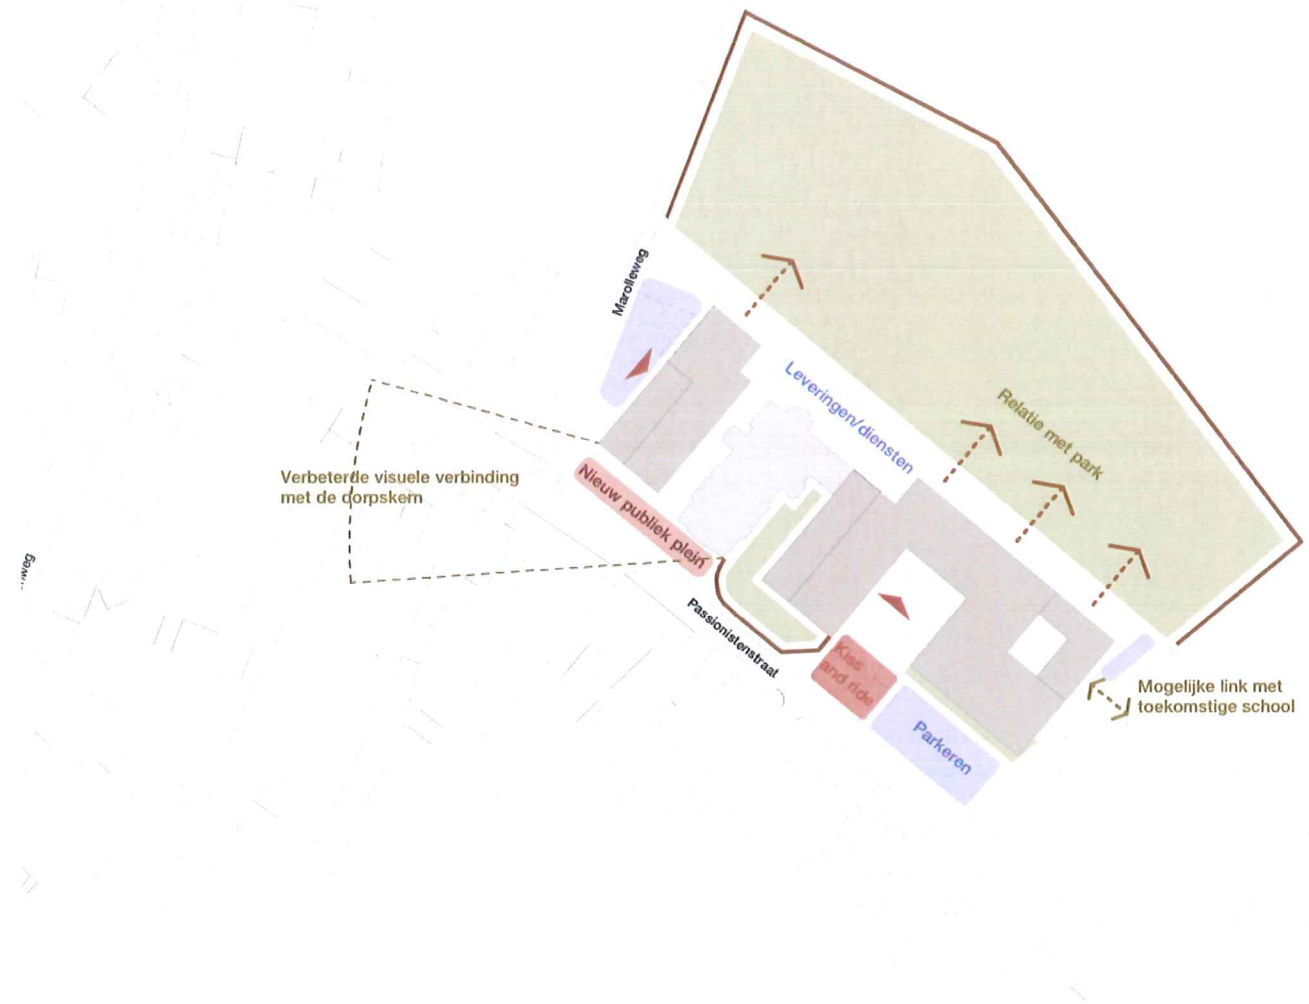 Marolleweg
Leveringen/diensten
Relatie met park
Verbeterde visuele verbinding
met de dorpskern
Nieuw publiek plein
Passionistenstraat
Kiss
and ride
Parkeren
Mogelijke link met
toekomstige school